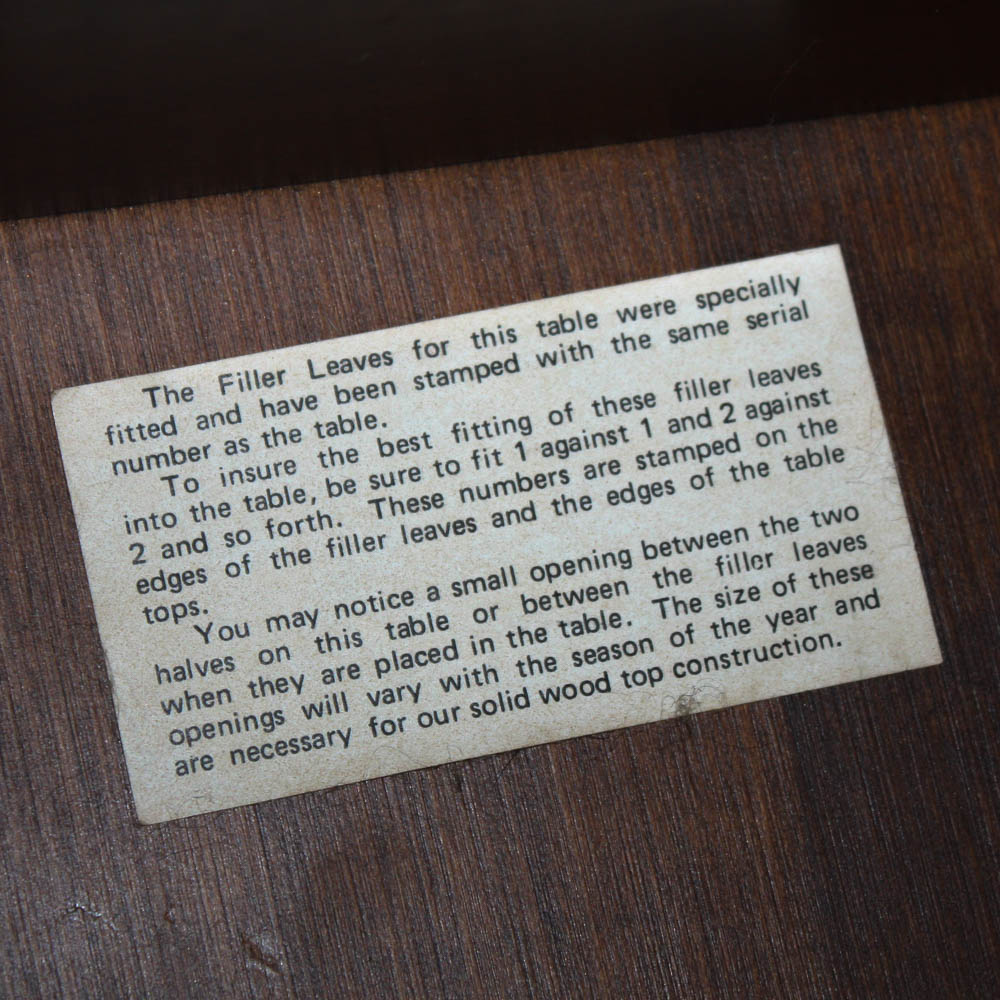 The Filler Leaves for this table were specially
fitted and have been stamped with the same serial
number as the table.
To insure the best fitting of these filler leaves
into the table, be sure to fit 1 against 1 and 2 against
2 and so forth. These numbers are stamped on the
edges of the filler leaves and the edges of the table
tops.
You may notice a small opening between the two
halves on this table or between the filler leaves
when they are placed in the table. The size of these
openings will vary with the season of the year and
are necessary for our solid wood top construction.